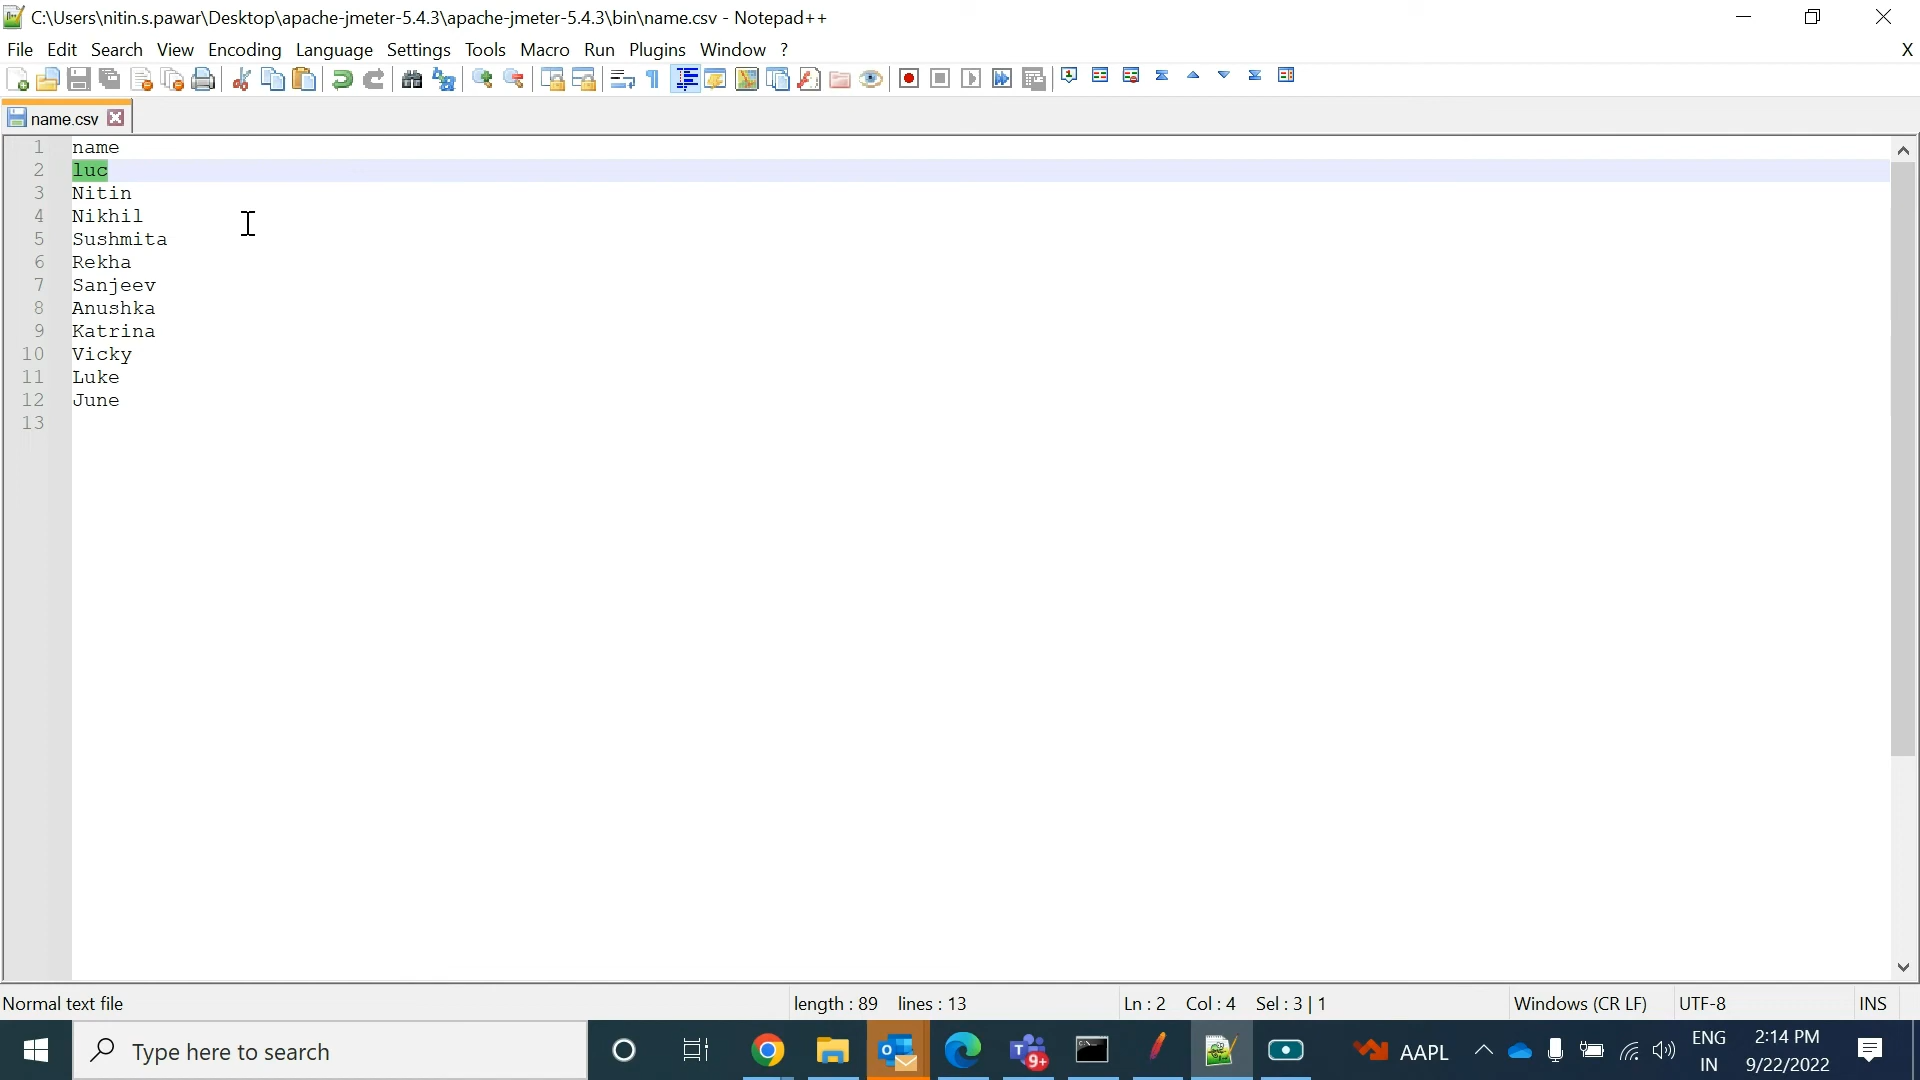 C:\Users\nitin.s.pawar\Desktop\apache-jmeter-5.4.3\apache-jmeter-5.4.3\bin\name.csv - Notepad++
File Edit Search View Encoding Language Settings Tools Macro Run Plugins Window ? X
name.csv
1 name
2 luc
3 Nitin
4 Nikhil
5 Sushmita
6 Rekha
7 Sanjeev
8 Anushka
9 Katrina
10 Vicky
11 Luke
12 June
13
Normal text file length : 89 lines : 13 Ln : 2 Col : 4 Sel : 3 | 1 Windows (CR LF) UTF-8 INS
Type here to search 9+ AAPL ENG 2:14 PM
IN 9/22/2022